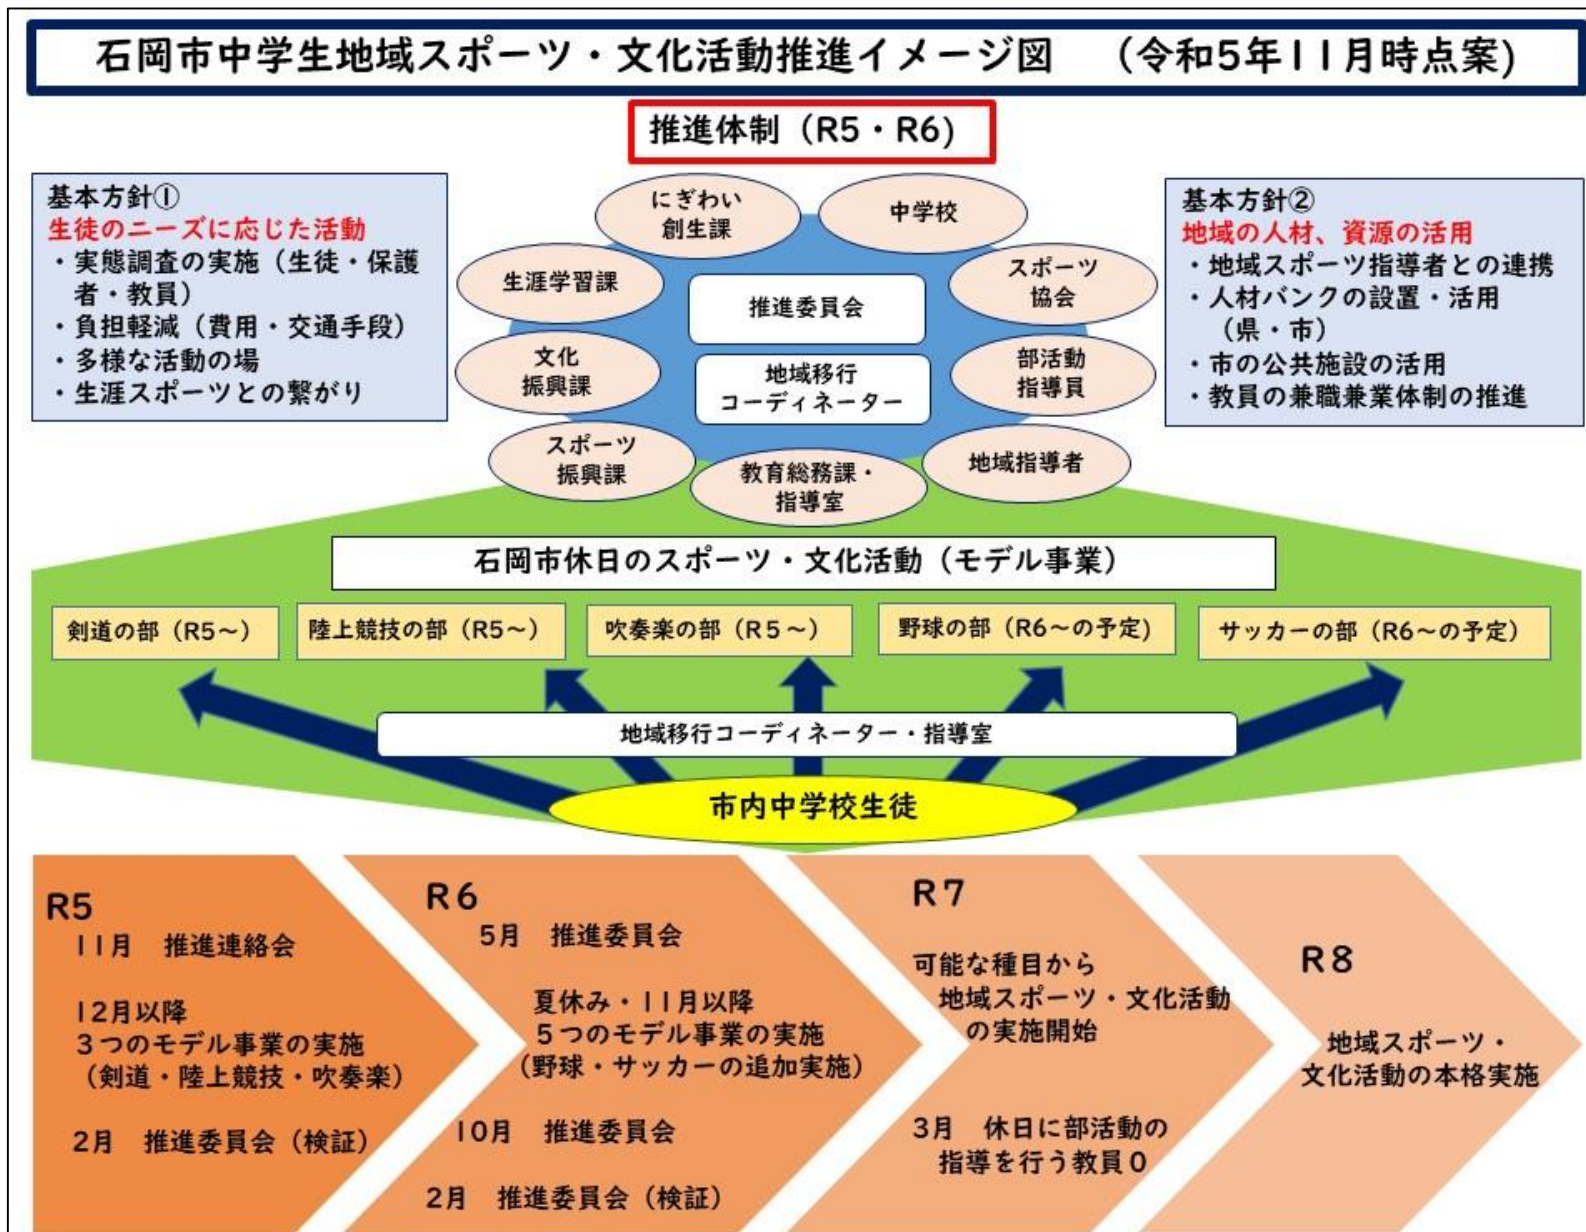 石岡市中学生地域スポーツ・文化活動推進イメージ図　（令和5年11月時点案)
推進体制（R5・R6）
基本方針①
生徒のニーズに応じた活動
・実態調査の実施（生徒・保護
者・教員）
・負担軽減（費用・交通手段）
・多様な活動の場
・生涯スポーツとの繋がり
にぎわい
創生課
中学校
生涯学習課
スポーツ
協会
推進委員会
文化
振興課
地域移行
コーディネーター
部活動
指導員
スポーツ
振興課
教育総務課・
指導室
地域指導者
基本方針②
地域の人材、資源の活用
・地域スポーツ指導者との連携
・人材バンクの設置・活用
（県・市）
・市の公共施設の活用
・教員の兼職兼業体制の推進
石岡市休日のスポーツ・文化活動（モデル事業）
剣道の部（R5～）
陸上競技の部（R5～）
吹奏楽の部（R５～）
野球の部（R6～の予定)
サッカーの部（R6～の予定）
地域移行コーディネーター・指導室
市内中学校生徒
R5
11月　推進連絡会
12月以降
３つのモデル事業の実施
（剣道・陸上競技・吹奏楽）
2月　推進委員会（検証）
R６
5月　推進委員会
夏休み・11月以降
５つのモデル事業の実施
（野球・サッカーの追加実施）
10月　推進委員会
2月　推進委員会（検証）
R７
可能な種目から
地域スポーツ・文化活動
の実施開始
3月　休日に部活動の
指導を行う教員０
R８
地域スポーツ・
文化活動の本格実施